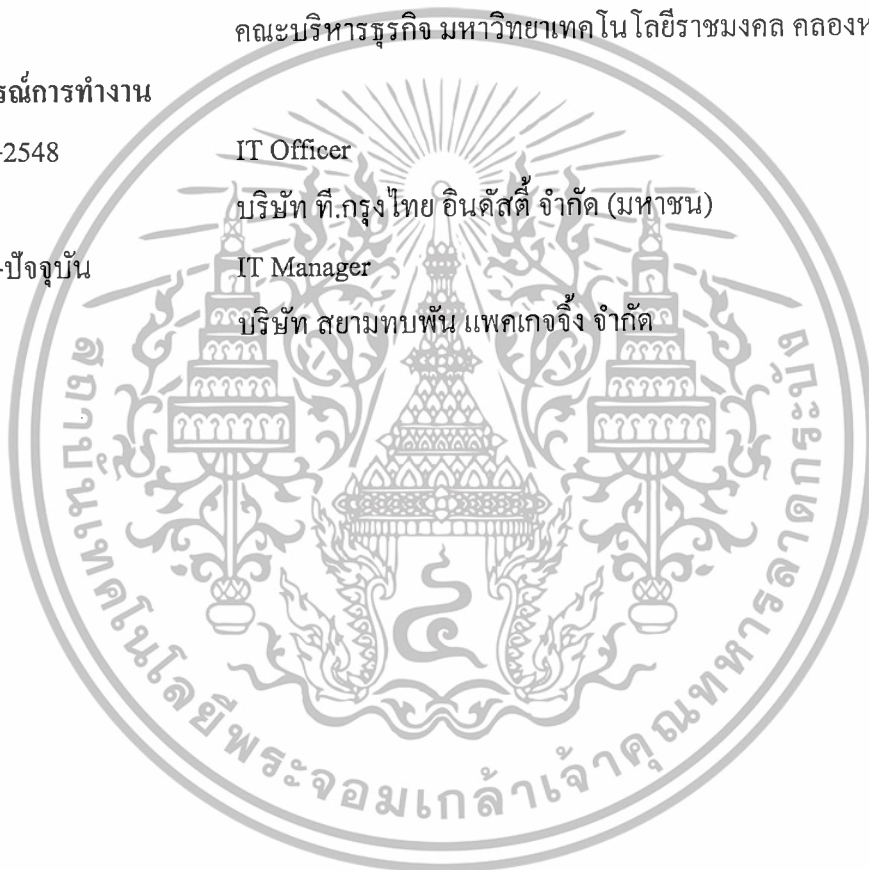 คณะบริหารธุรกิจ มหาวิทยาเทคโนโลยีราชมงคล
รณ์การทำงาน
-2548 IT Officer
บริษัท ที.กรุงไทย อินดัสตี้ จำกัด (มหาชน)
-ปัจจุบัน IT Manager
บริษัท สยามทบพัน แพคเกจจิ้ง จำกัด
สถาบันเทคโนโลยีพระจอมเกล้าเจ้าคุณทหารลาดกระบัง